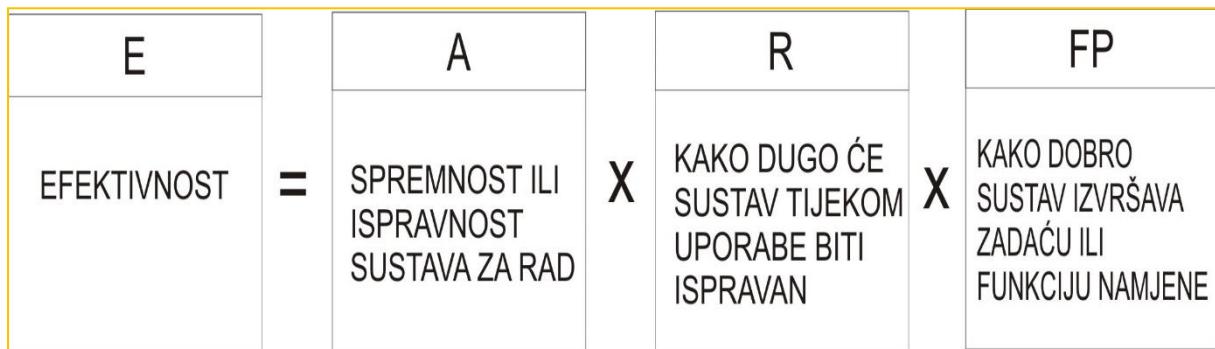 E
A
R
FP
EFEKTIVNOST
=
SPREMNOST ILI
ISPRAVNOST
SUSTAVA ZA RAD
X
KAKO DUGO ĆE
SUSTAV TIJEKOM
UPORABE BITI
ISPRAVAN
X
KAKO DOBRO
SUSTAV IZVRŠAVA
ZADAĆU ILI
FUNKCIJU NAMJENE